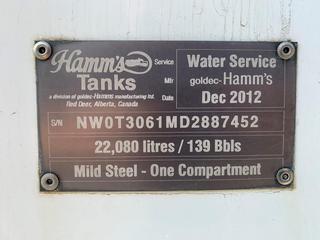 Hamm's Service Water Service
Tanks Mfr goldec-Hamm's
a division of goldec-Hamms manufacturing ltd.
Red Deer, Alberta, Canada Date Dec 2012
S/N NW0T3061MD2887452
22,080 litres / 139 Bbls
Mild Steel - One Compartment